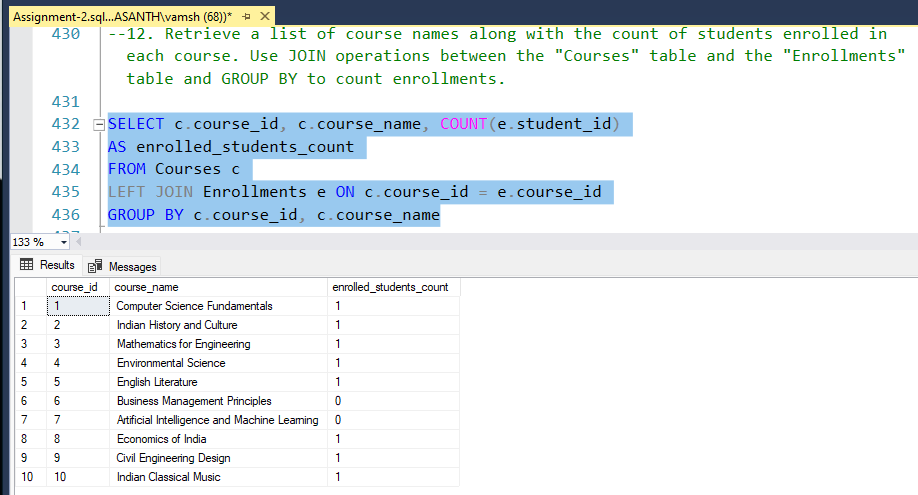 Assignment-2.sql...ASANTH\vamsh (68))*
430 --12. Retrieve a list of course names along with the count of students enrolled in
each course. Use JOIN operations between the "Courses" table and the "Enrollments"
table and GROUP BY to count enrollments.
431
432 SELECT c.course_id, c.course_name, COUNT(e.student_id)
433 AS enrolled_students_count
434 FROM Courses c
435 LEFT JOIN Enrollments e ON c.course_id = e.course_id
436 GROUP BY c.course_id, c.course_name
437
133 %
Results Messages
course_id course_name enrolled_students_count
1 1 Computer Science Fundamentals 1
2 2 Indian History and Culture 1
3 3 Mathematics for Engineering 1
4 4 Environmental Science 1
5 5 English Literature 1
6 6 Business Management Principles 0
7 7 Artificial Intelligence and Machine Learning 0
8 8 Economics of India 1
9 9 Civil Engineering Design 1
10 10 Indian Classical Music 1